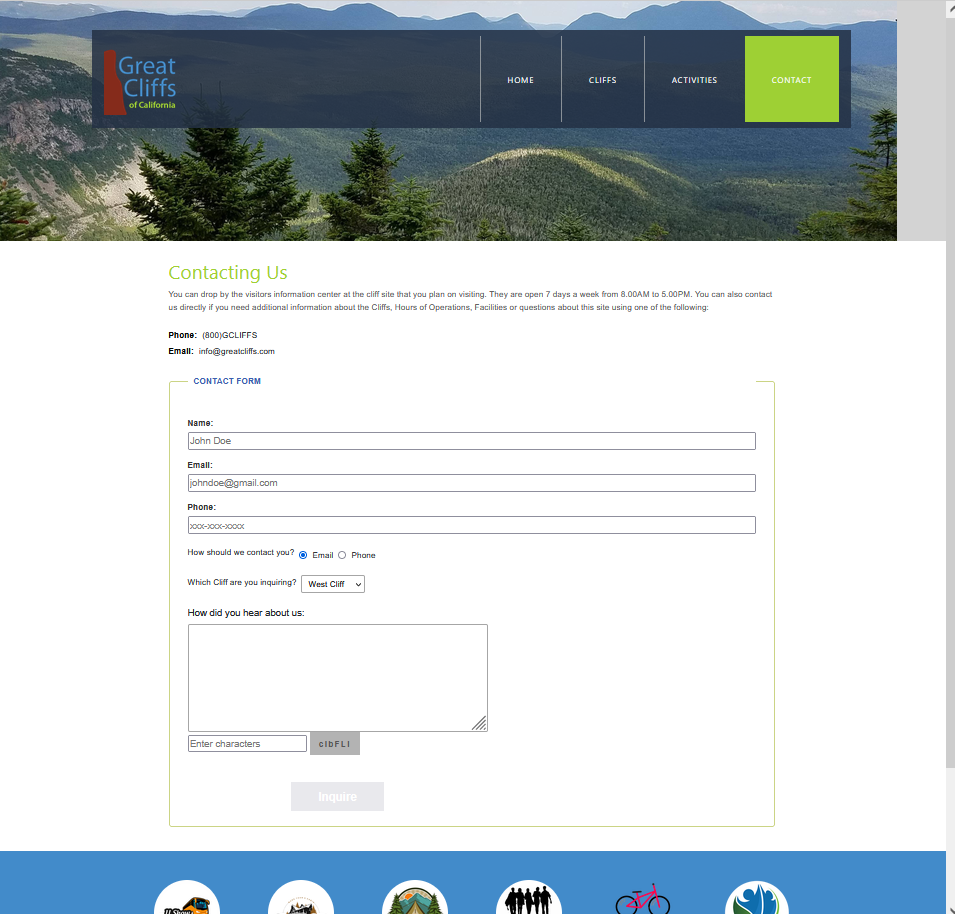 Great
Cliffs
of California
HOME
CLIFFS
ACTIVITIES
CONTACT
Contacting Us
You can drop by the visitors information center at the cliff site that you plan on visiting. They are open 7 days a week from 8.00AM to 5.00PM. You can also contact
us directly if you need additional information about the Cliffs, Hours of Operations, Facilities or questions about this site using one of the following:
Phone: (800)GCLIFFS
Email: info@greatcliffs.com
CONTACT FORM
Name:
John Doe
Email:
johndoe@gmail.com
Phone:
xxx-xxx-xxxx
How should we contact you? Email Phone
Which Cliff are you inquiring? West Cliff
How did you hear about us:
Enter characters
Inquire